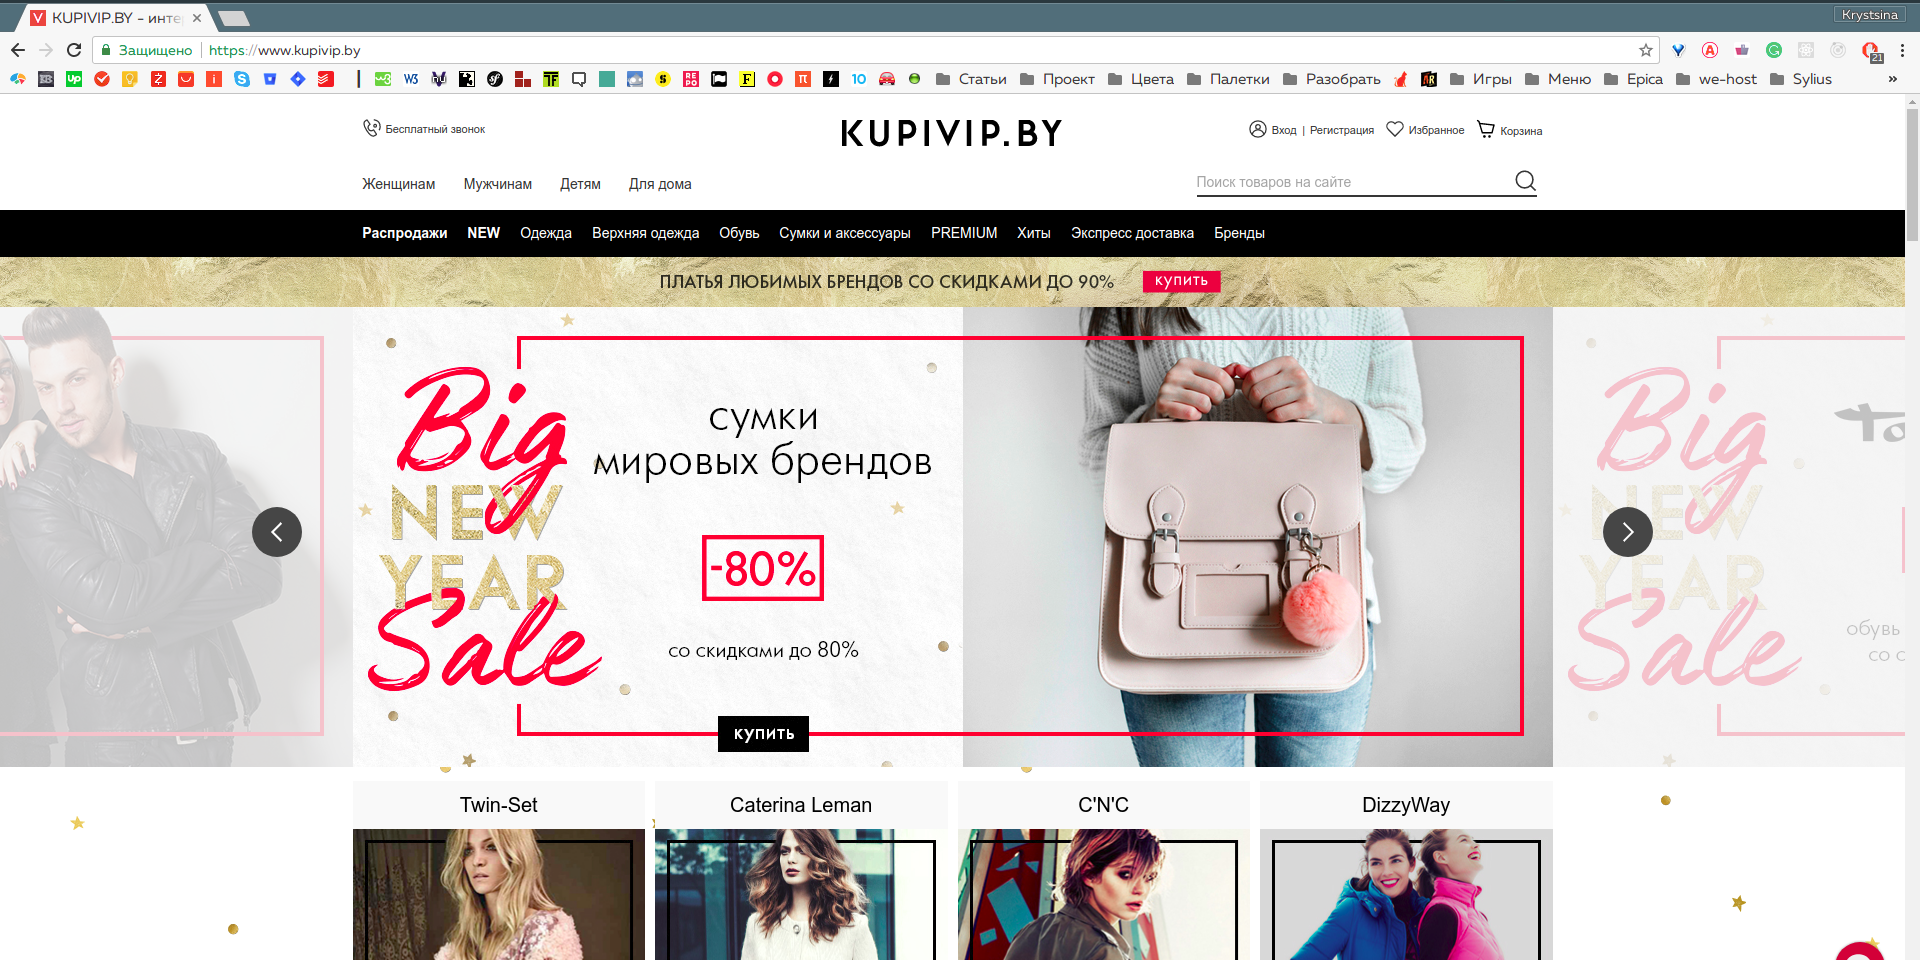 KUPIVIP.BY - инте
Krystsina
Защищено
https://www.kupivip.by
21
W3
10
Статьи
Проект
Цвета
Палетки
Разобрать
Игры
Меню
Epica
we-host
Sylius
»
Бесплатный звонок
KUPIVIP.BY
Вход | Регистрация
Избранное
Корзина
Женщинам
Мужчинам
Детям
Для дома
Поиск товаров на сайте
Распродажи
NEW
Одежда
Верхняя одежда
Обувь
Сумки и аксессуары
PREMIUM
Хиты
Экспресс доставка
Бренды
ПЛАТЬЯ ЛЮБИМЫХ БРЕНДОВ СО СКИДКАМИ ДО 90%
купить
Big
NEW
YEAR
Sale
сумки
мировых брендов
-80%
со скидками до 80%
купить
Big
NEW
YEAR
Sale
обувь
со с
Twin-Set
Caterina Leman
C'N'C
DizzyWay